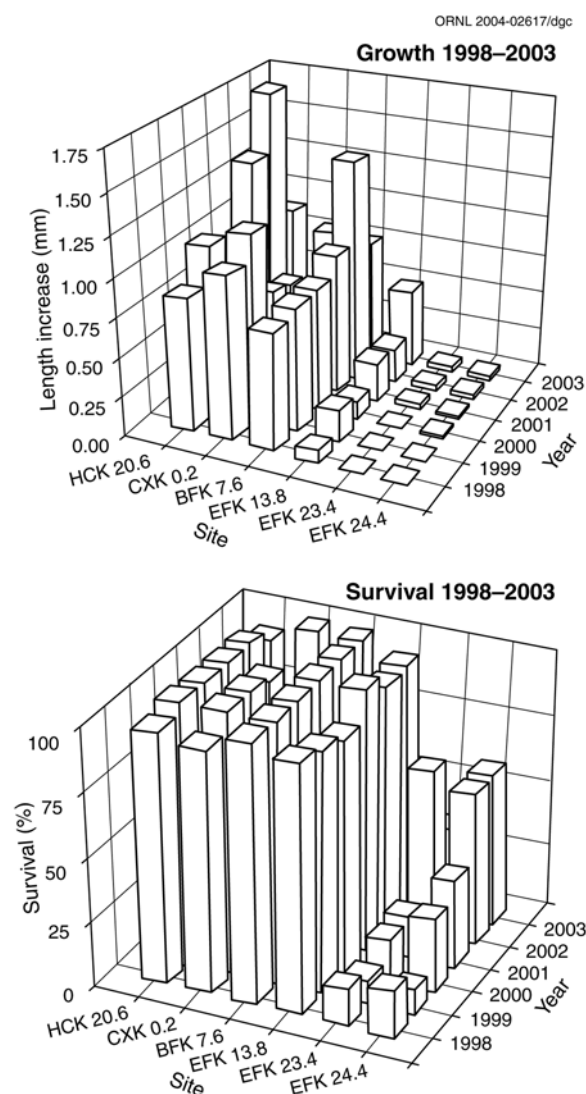 ORNL 2004-02617/dgc
Growth 1998–2003
Length increase (mm)
1.75
1.50
1.25
1.00
0.75
0.50
0.25
0.00
HCK 20.6
CXK 0.2
BFK 7.6
EFK 13.8
EFK 23.4
EFK 24.4
Site
2003
2002
2001
2000
1999
1998
Year
Survival 1998–2003
Survival (%)
100
75
50
25
0
HCK 20.6
CXK 0.2
BFK 7.6
EFK 13.8
EFK 23.4
EFK 24.4
Site
2003
2002
2001
2000
1999
1998
Year